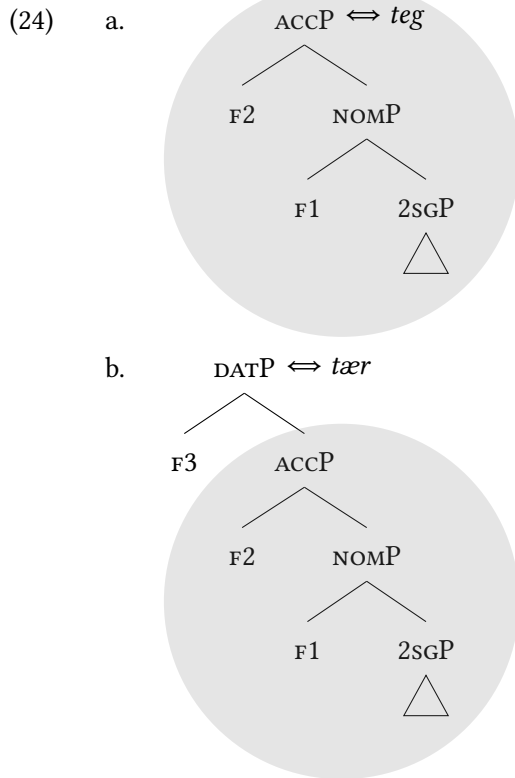 (24) a. ACCP ⇔ teg
F2 NOMP
F1 2SGP
b. DATP ⇔ tær
F3 ACCP
F2 NOMP
F1 2SGP